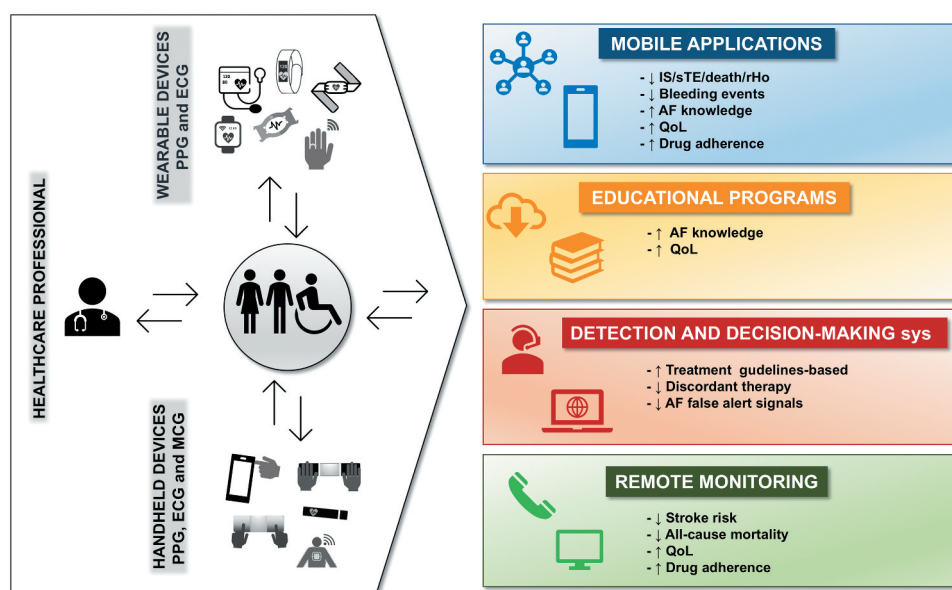 HEALTHCARE PROFESSIONAL
WEARABLE DEVICES
PPG and ECG
HANDHELD DEVICES
PPG, ECG and MCG
MOBILE APPLICATIONS
- ↓ IS/sTE/death/rHo
- ↓ Bleeding events
- ↑ AF knowledge
- ↑ QoL
- ↑ Drug adherence
EDUCATIONAL PROGRAMS
- ↑ AF knowledge
- ↑ QoL
DETECTION AND DECISION-MAKING sys
- ↑ Treatment gudelines-based
- ↓ Discordant therapy
- ↓ AF false alert signals
REMOTE MONITORING
- ↓ Stroke risk
- ↓ All-cause mortality
- ↑ QoL
- ↑ Drug adherence